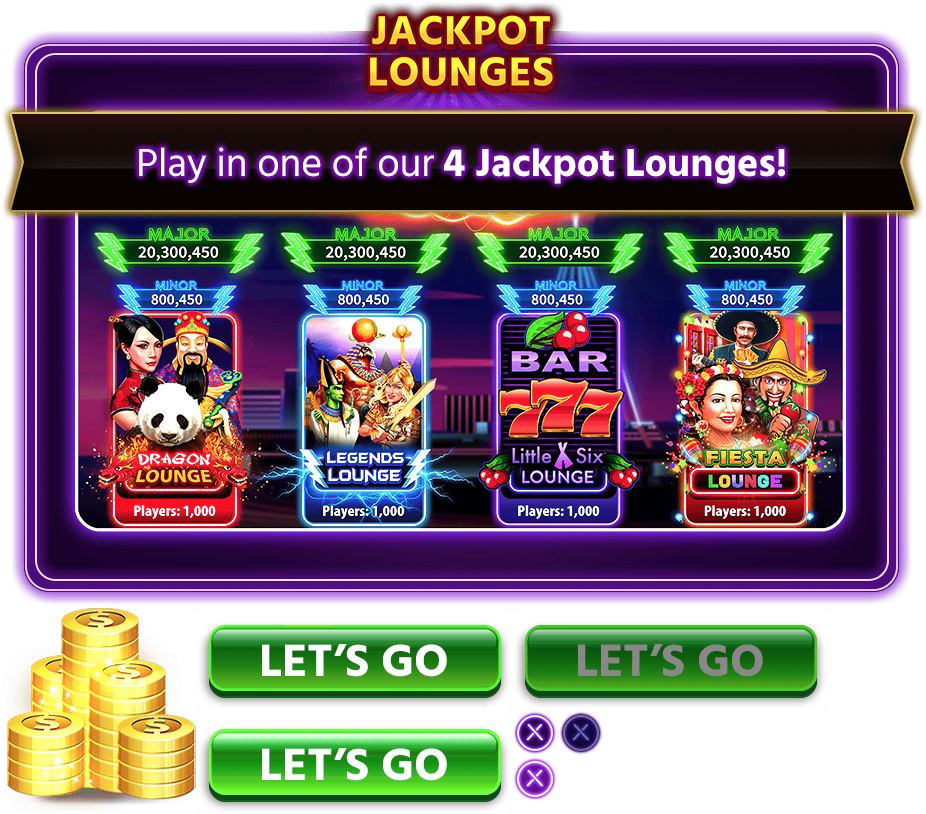 JACKPOT
LOUNGES
Play in one of our 4 Jackpot Lounges!
MAJOR MAJOR MAJOR MAJOR
20,300,450 20,300,450 20,300,450 20,300,450
MINOR MINOR MINOR MINOR
800,450 800,450 800,450 800,450
DRAGON
LOUNGE
Players: 1,000
LEGENDS
LOUNGE
Players: 1,000
BAR
777
Little Six
LOUNGE
Players: 1,000
FIESTA
LOUNGE
Players: 1,000
LET'S GO LET'S GO
LET'S GO